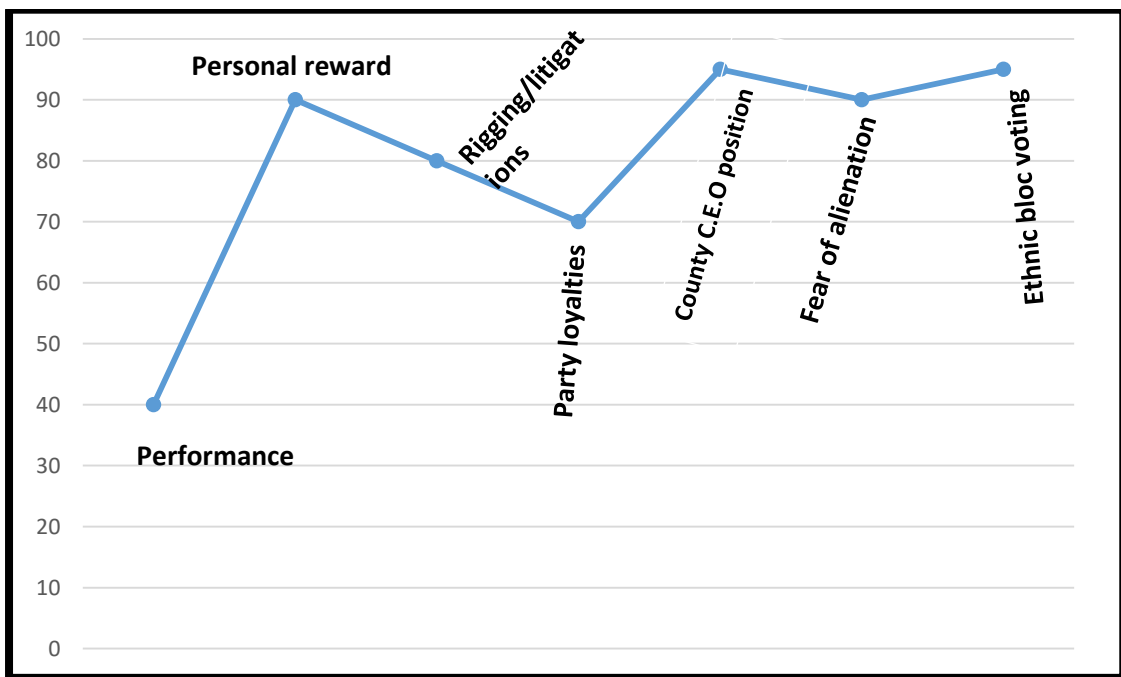 100
90
80
70
60
50
40
30
20
10
0
Performance
Personal reward
Rigging/litigat
ions
Party loyalties
County C.E.O position
Fear of alienation
Ethnic bloc voting